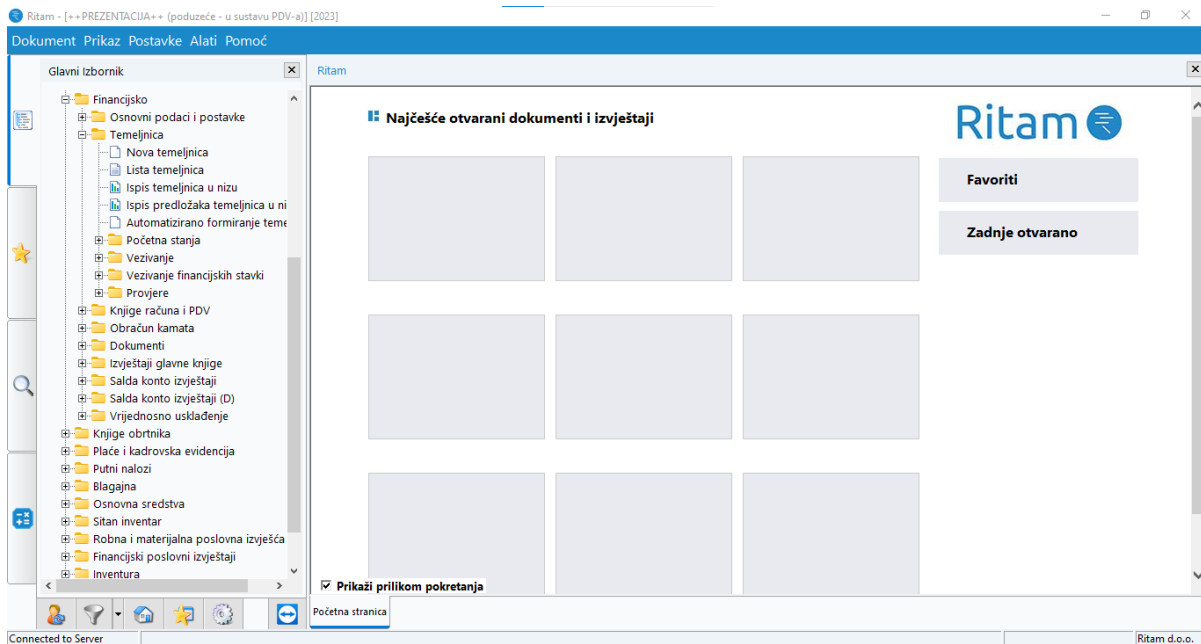 Ritam - [++PREZENTACIJA++ (poduzeće - u sustavu PDV-a)] [2023]
Dokument Prikaz Postavke Alati Pomoć
Glavni Izbornik
Financijsko
Osnovni podaci i postavke
Temeljnica
Nova temeljnica
Lista temeljnica
Ispis temeljnica u nizu
Ispis predložaka temeljnica u ni
Automatizirano formiranje teme
Početna stanja
Vezivanje
Vezivanje financijskih stavki
Provjere
Knjige računa i PDV
Obračun kamata
Dokumenti
Izvještaji glavne knjige
Salda konto izvještaji
Salda konto izvještaji (D)
Vrijednosno usklađenje
Knjige obrtnika
Plaće i kadrovska evidencija
Putni nalozi
Blagajna
Osnovna sredstva
Sitan inventar
Robna i materijalna poslovna izvješća
Financijski poslovni izvještaji
Inventura
Ritam
Najčešće otvarani dokumenti i izvještaji
Ritam
Favoriti
Zadnje otvarano
Prikaži prilikom pokretanja
Početna stranica
Connected to Server
Ritam d.o.o.